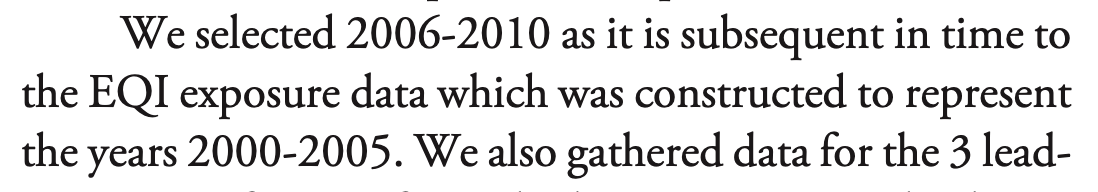 We selected 2006-2010 as it is subsequent in time to
the EQI exposure data which was constructed to represent
the years 2000-2005. We also gathered data for the 3 lead-